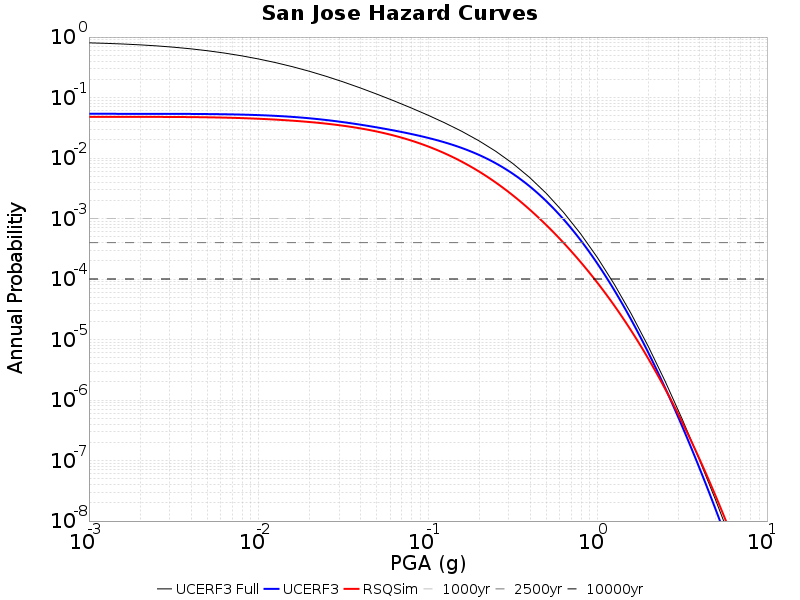 San Jose Hazard Curves
10^0
10^-1
10^-2
10^-3
10^-4
10^-5
10^-6
10^-7
10^-8
Annual Probabilitiy
10^-3 10^-2 10^-1 10^0 10^1
PGA (g)
UCERF3 Full UCERF3 RSQSim 1000yr 2500yr 10000yr